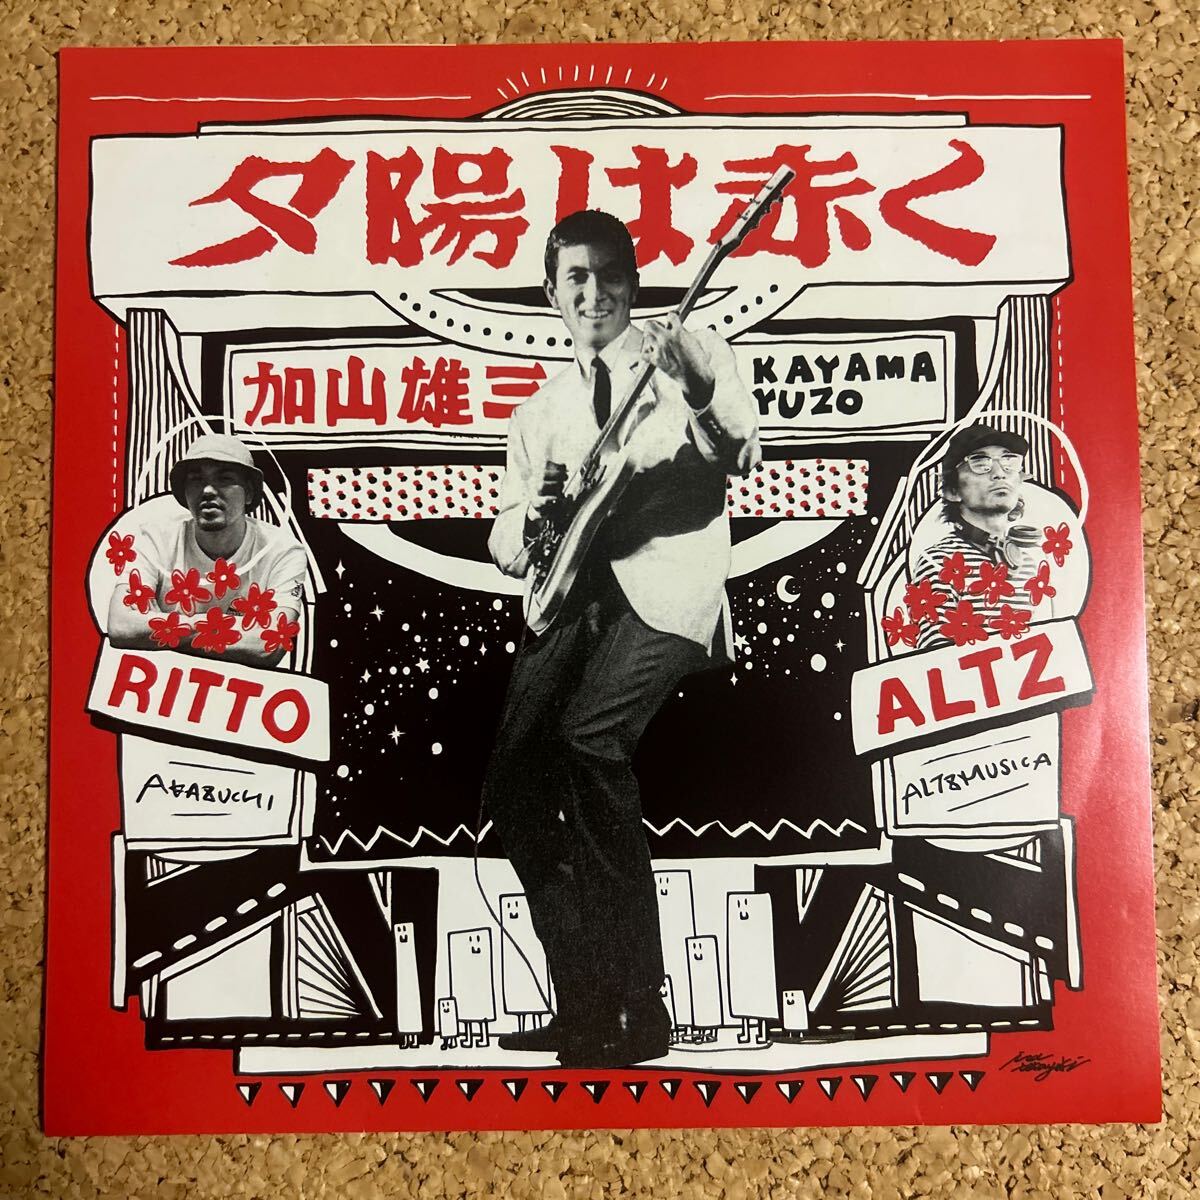 夕陽は赤く
加山雄三
KAYAMA
YUZO
RITTO
ALTZ
AKABUCHI
ALTZMUSICA